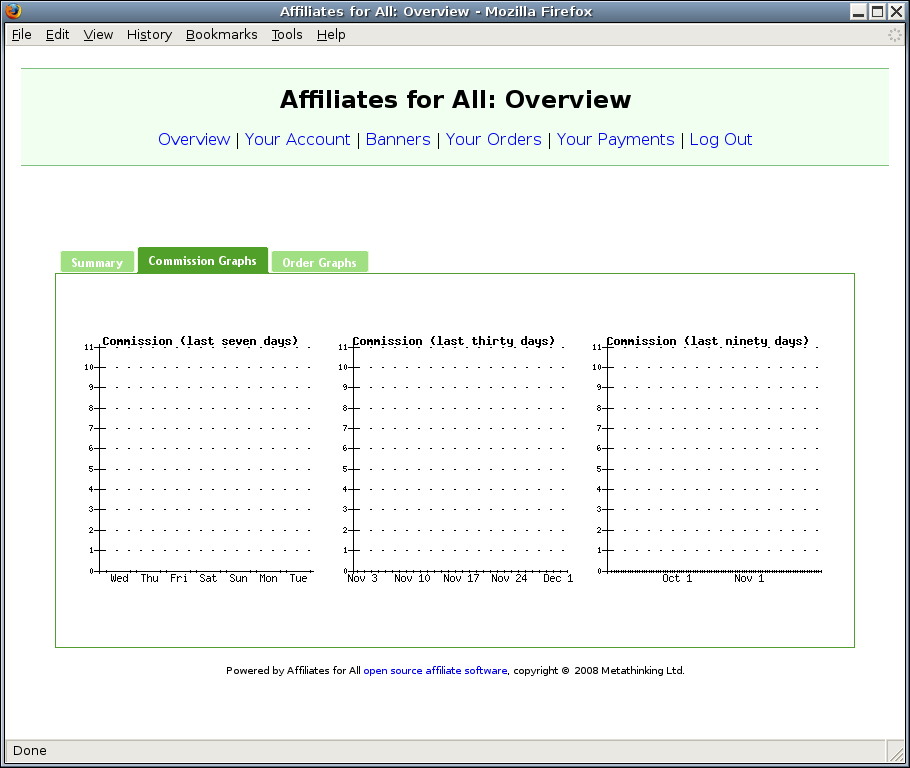 Affiliates for All: Overview - Mozilla Firefox
File Edit View History Bookmarks Tools Help
Affiliates for All: Overview
Overview | Your Account | Banners | Your Orders | Your Payments | Log Out
Summary Commission Graphs Order Graphs
Commission (last seven days)
11
10
9
8
7
6
5
4
3
2
1
0
Wed Thu Fri Sat Sun Mon Tue
Commission (last thirty days)
11
10
9
8
7
6
5
4
3
2
1
0
Nov 3 Nov 10 Nov 17 Nov 24 Dec 1
Commission (last ninety days)
11
10
9
8
7
6
5
4
3
2
1
0
Oct 1 Nov 1
Powered by Affiliates for All open source affiliate software, copyright © 2008 Metathinking Ltd.
Done